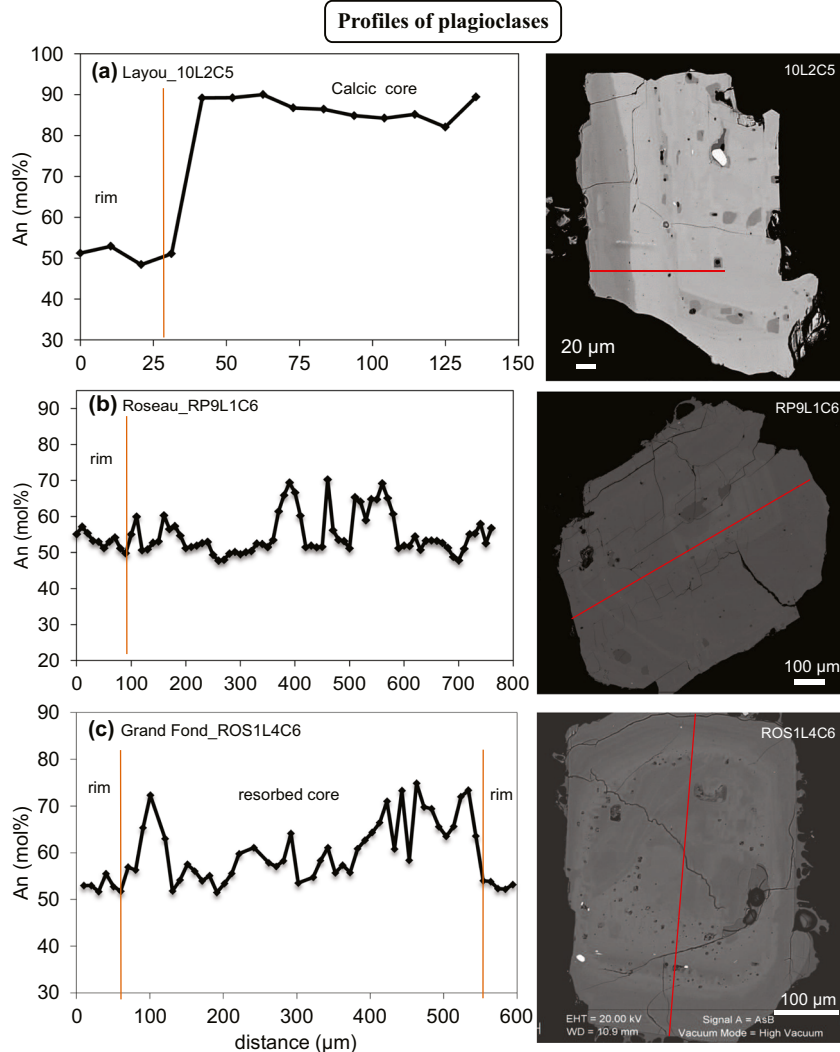 Profiles of plagioclases
100
90
80
70
60
50
40
30
An (mol%)
(a) Layou_10L2C5
Calcic core
rim
0 25 50 75 100 125 150
10L2C5
20 µm
90
80
70
60
50
40
30
20
An (mol%)
(b) Roseau_RP9L1C6
rim
0 100 200 300 400 500 600 700 800
RP9L1C6
100 µm
90
80
70
60
50
40
30
An (mol%)
(c) Grand Fond_ROS1L4C6
rim
resorbed core
rim
0 100 200 300 400 500 600
distance (µm)
ROS1L4C6
100 µm
EHT = 20.00 kV Signal A = AsB
WD = 10.9 mm Vacuum Mode = High Vacuum